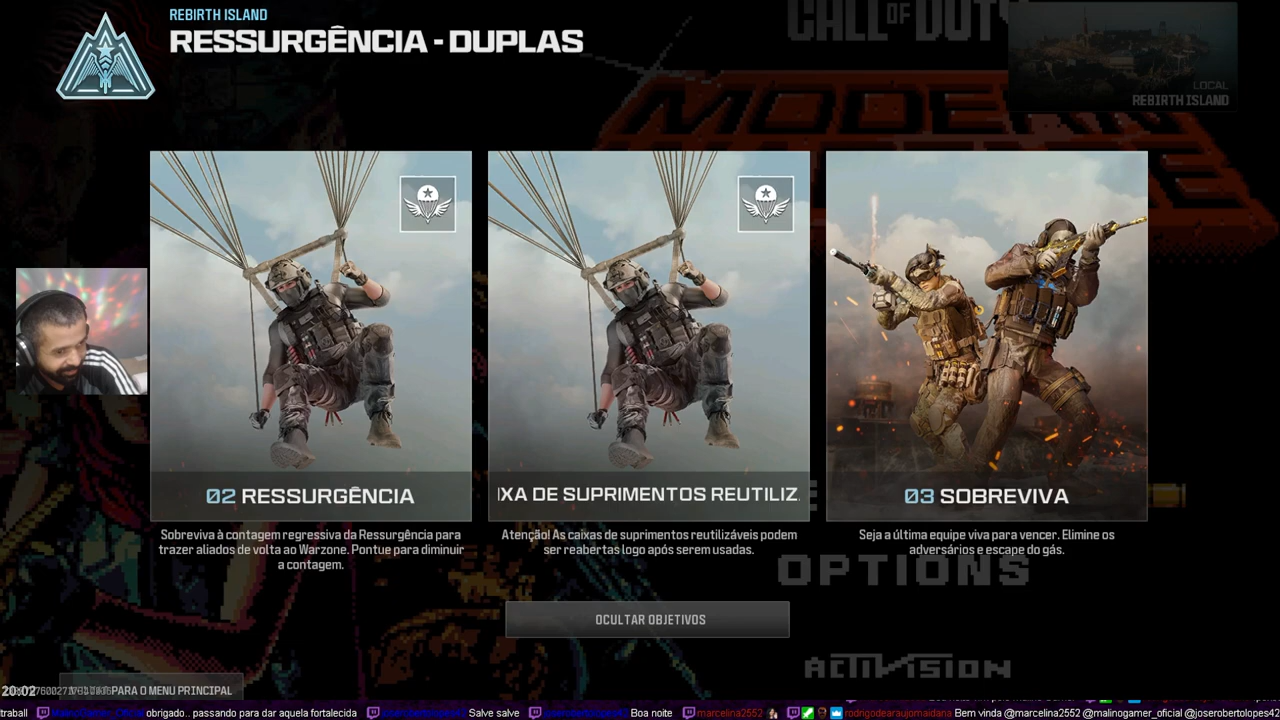 REBIRTH ISLAND
RESSURGÊNCIA - DUPLAS
CALL OF DUTY
MODERN
LOCAL
REBIRTH ISLAND
02 RESSURGÊNCIA
IXA DE SUPRIMENTOS REUTILIZ
03 SOBREVIVA
Sobreviva à contagem regressiva da Ressurgência para
trazer aliados de volta ao Warzone. Pontue para diminuir
a contagem.
Atenção! As caixas de suprimentos reutilizáveis podem
ser reabertas logo após serem usadas.
Seja a última equipe viva para vencer. Elimine os
adversários e escape do gás.
OPTIONS
OCULTAR OBJETIVOS
ACTIVISION
20:02
PARA O MENU PRINCIPAL
traball
obrigado.. passando para dar aquela fortalecida
Salve salve
Boa noite
marcelina2552
rodrigodearaujomaidana Bem vinda @marcelina2552 @malinogamer_oficial @joserobertolopes42